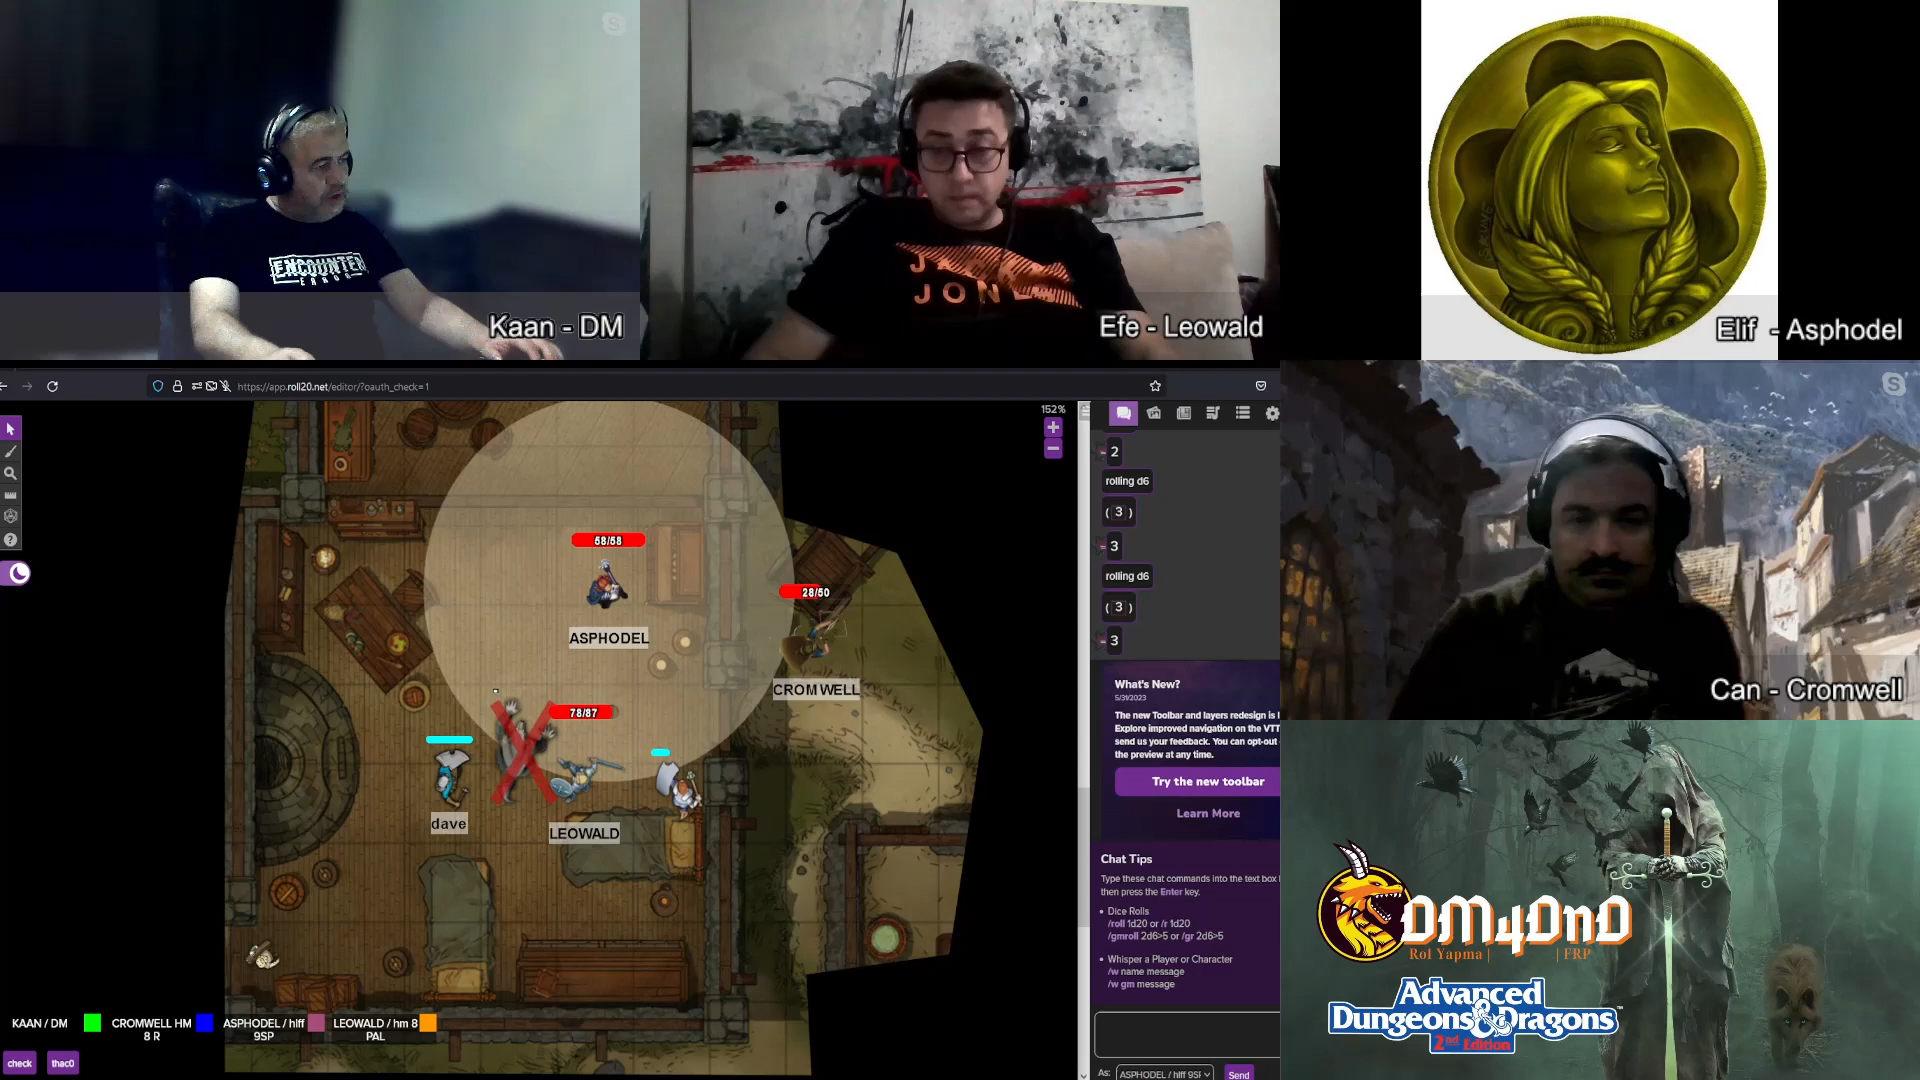 ENCOUNTER
ERROR
Kaan - DM
JONES
Efe - Leowald
Elif - Asphodel
https://app.roll20.net/editor/?oauth_check=1
152%
58/58
ASPHODEL
28/50
CROMWELL
78/87
dave
LEOWALD
2
rolling d6
(3)
3
rolling d6
(3)
3
What's New?
5/31/2023
The new Toolbar and layers redesign is
Explore improved navigation on the VTT
send us your feedback. You can opt-out
the preview at any time.
Try the new toolbar
Learn More
Chat Tips
Type these chat commands into the text box
then press the Enter key.
• Dice Rolls
/roll 1d20 or /r 1d20
/gmroll 2d6>5 or /gr 2d6>5
• Whisper a Player or Character
/w name message
/w gm message
As: ASPHODEL / hlff 9SP
Send
Can - Cromwell
DM4DnD
Rol Yapma | | FRP
Advanced
Dungeons & Dragons
2nd Edition
KAAN / DM
CROMWELL HM
8 R
ASPHODEL / hlff
9SP
LEOWALD / hm 8
PAL
check
thac0